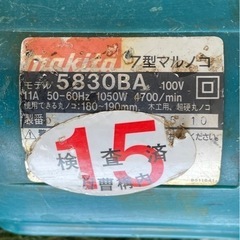 makita 7型マルノコ
モデル 5830BA 100V
11A 50-60Hz 1050W 4700/min
使用できる丸ノコ:180-190mm、木工用、超硬丸ノコ
製番
15
検査済